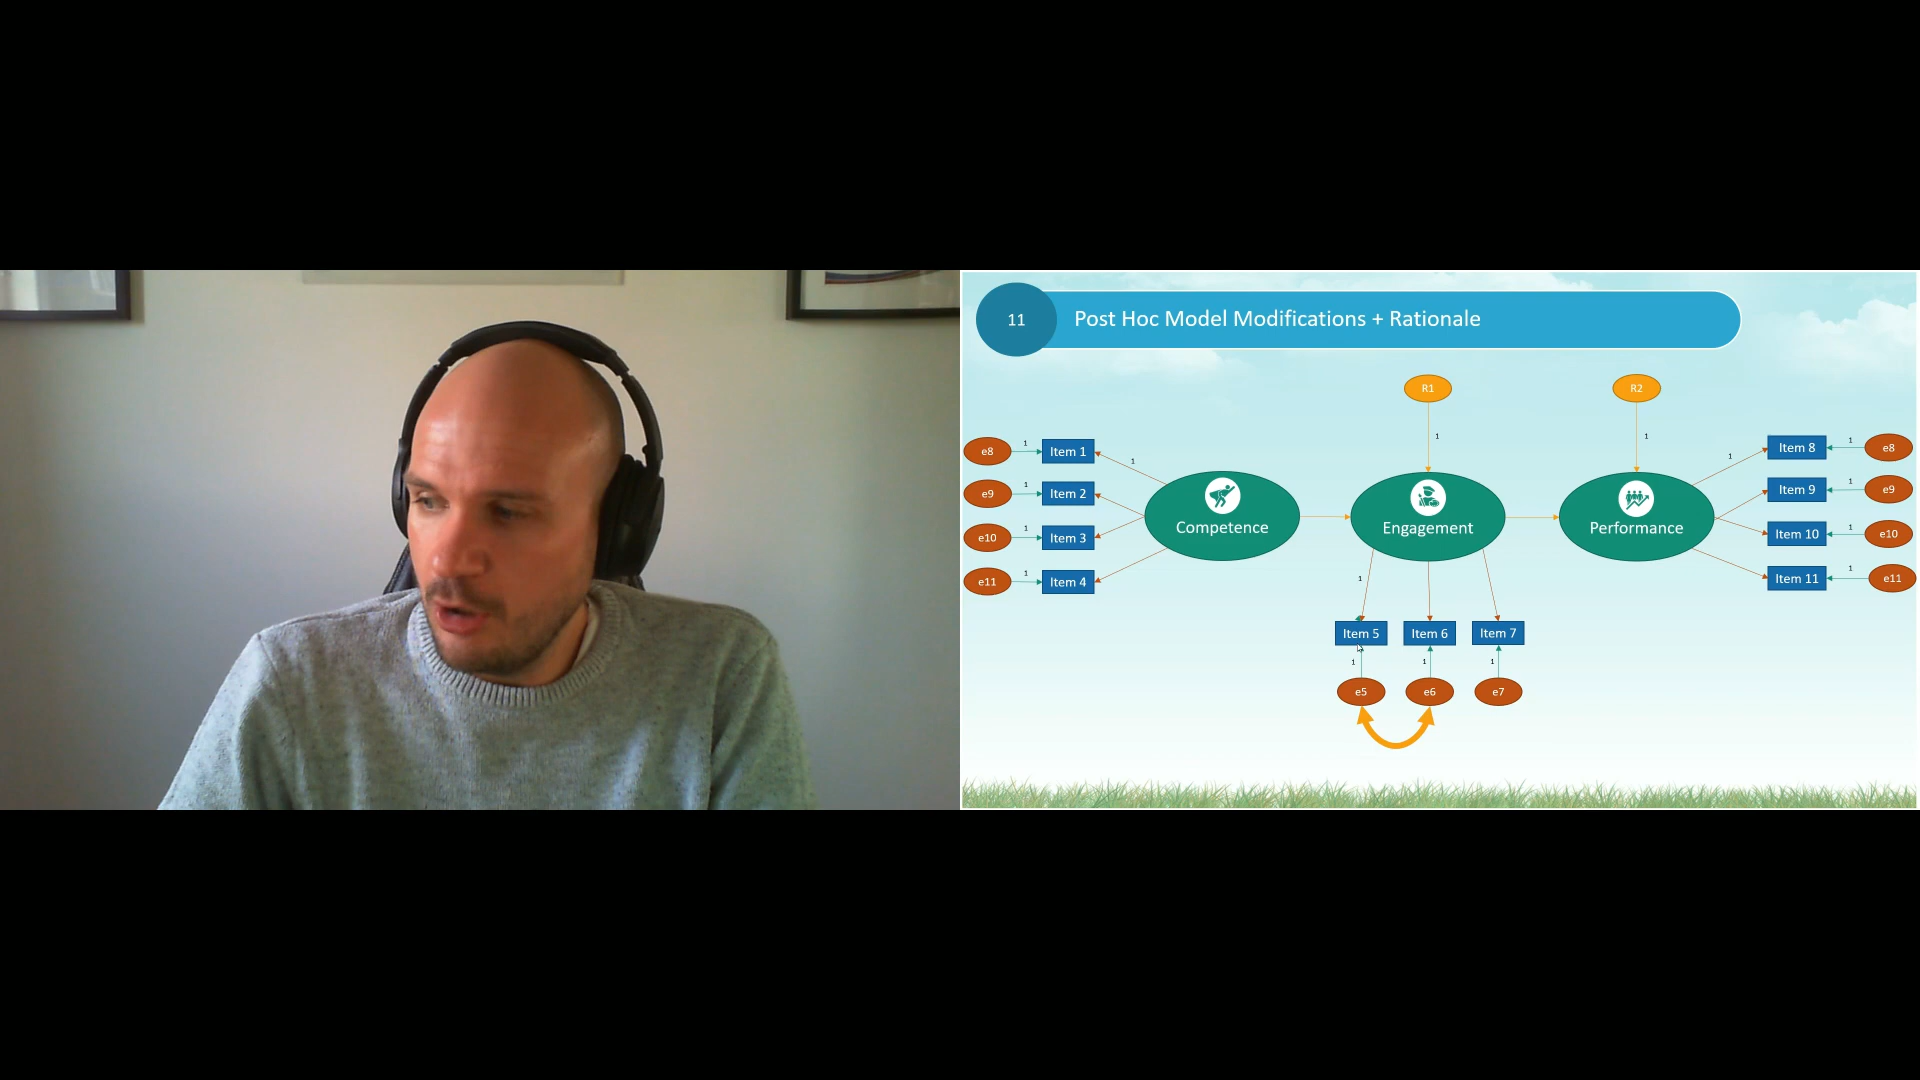 11
Post Hoc Model Modifications + Rationale
R1
R2
1
1
e8
1
Item 1
1
e9
1
Item 2
e10
1
Item 3
e11
1
Item 4
Competence
Engagement
Performance
1
Item 8
1
e8
Item 9
1
e9
Item 10
1
e10
Item 11
1
e11
1
Item 5
Item 6
Item 7
1
1
1
e5
e6
e7